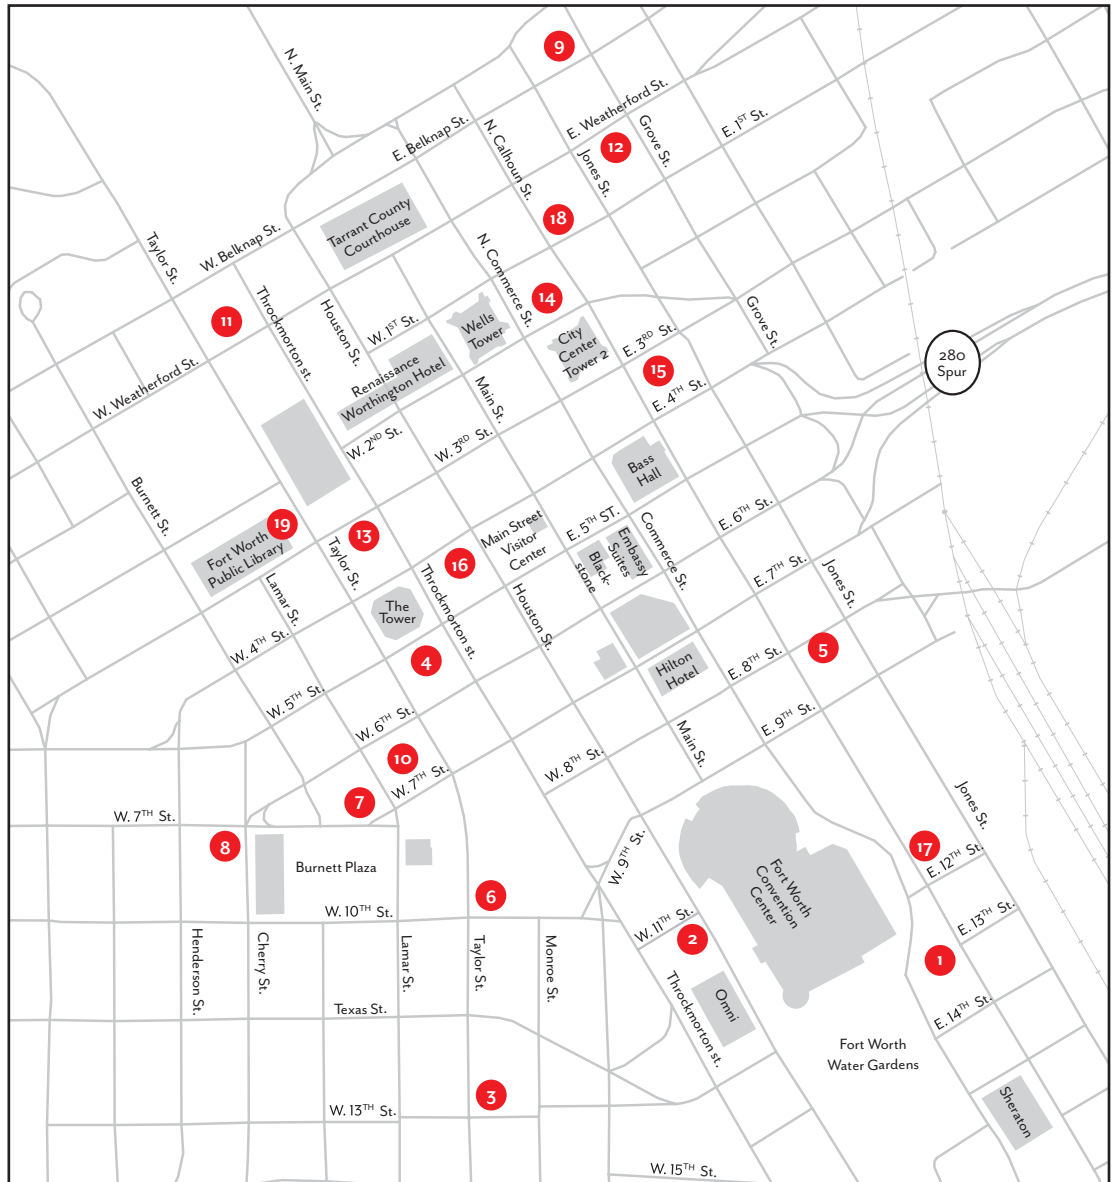 9
N. Main St.
E. Weatherford St.
E. 1ST St.
Grove St.
E. Belknap St.
N. Calhoun St.
12
Jones St.
Tarrant County
Courthouse
18
W. Belknap St.
Taylor St.
N. Commerce St.
14
Throckmorton st.
Houston St.
11
W. 1ST St.
Wells
Tower
City
Center
Tower 2
E. 3RD St.
Grove St.
280
Spur
Renaissance
Worthington Hotel
15
E. 4TH St.
W. Weatherford St.
Main St.
W. 2ND St.
W. 3RD St.
Bass
Hall
Burnett St.
19
Fort Worth
Public Library
13
Taylor St.
Main Street
Visitor
Center
E. 5TH ST.
Commerce St.
E. 6TH St.
16
Black-
stone
Embassy
Suites
E. 7TH St.
Jones St.
Lamar St.
The
Tower
Throckmorton st.
Houston St.
W. 4TH St.
4
Hilton
Hotel
E. 8TH St.
5
W. 5TH St.
W. 6TH St.
E. 9TH St.
Main St.
10
W. 7TH St.
W. 8TH St.
7
W. 7TH St.
Jones St.
8
Burnett Plaza
W. 9TH St.
Fort Worth
Convention
Center
17
E. 12TH St.
6
W. 10TH St.
W. 11TH St.
2
E. 13TH St.
1
Henderson St.
Cherry St.
Lamar St.
Taylor St.
Monroe St.
Throckmorton st.
Omni
E. 14TH St.
Texas St.
Fort Worth
Water Gardens
3
W. 13TH St.
Sheraton
W. 15TH St.